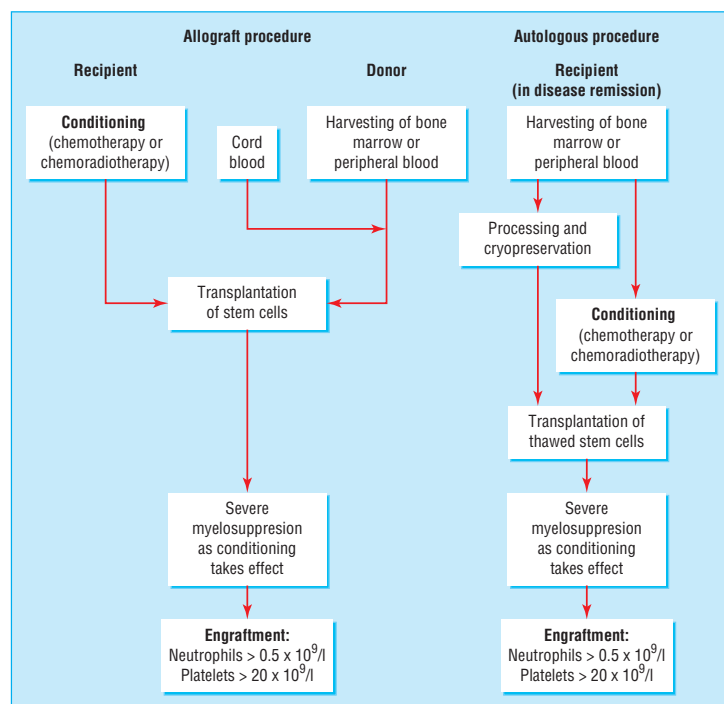 Allograft procedure
Recipient
Donor
Conditioning
(chemotherapy or
chemoradiotherapy)
Cord
blood
Harvesting of bone
marrow or
peripheral blood
Transplantation
of stem cells
Severe
myelosuppresion
as conditioning
takes effect
Engraftment:
Neutrophils > 0.5 x 10⁹/l
Platelets > 20 x 10⁹/l
Autologous procedure
Recipient
(in disease remission)
Harvesting of bone
marrow or
peripheral blood
Processing and
cryopreservation
Conditioning
(chemotherapy or
chemoradiotherapy)
Transplantation of
thawed stem cells
Severe
myelosuppresion
as conditioning
takes effect
Engraftment:
Neutrophils > 0.5 x 10⁹/l
Platelets > 20 x 10⁹/l